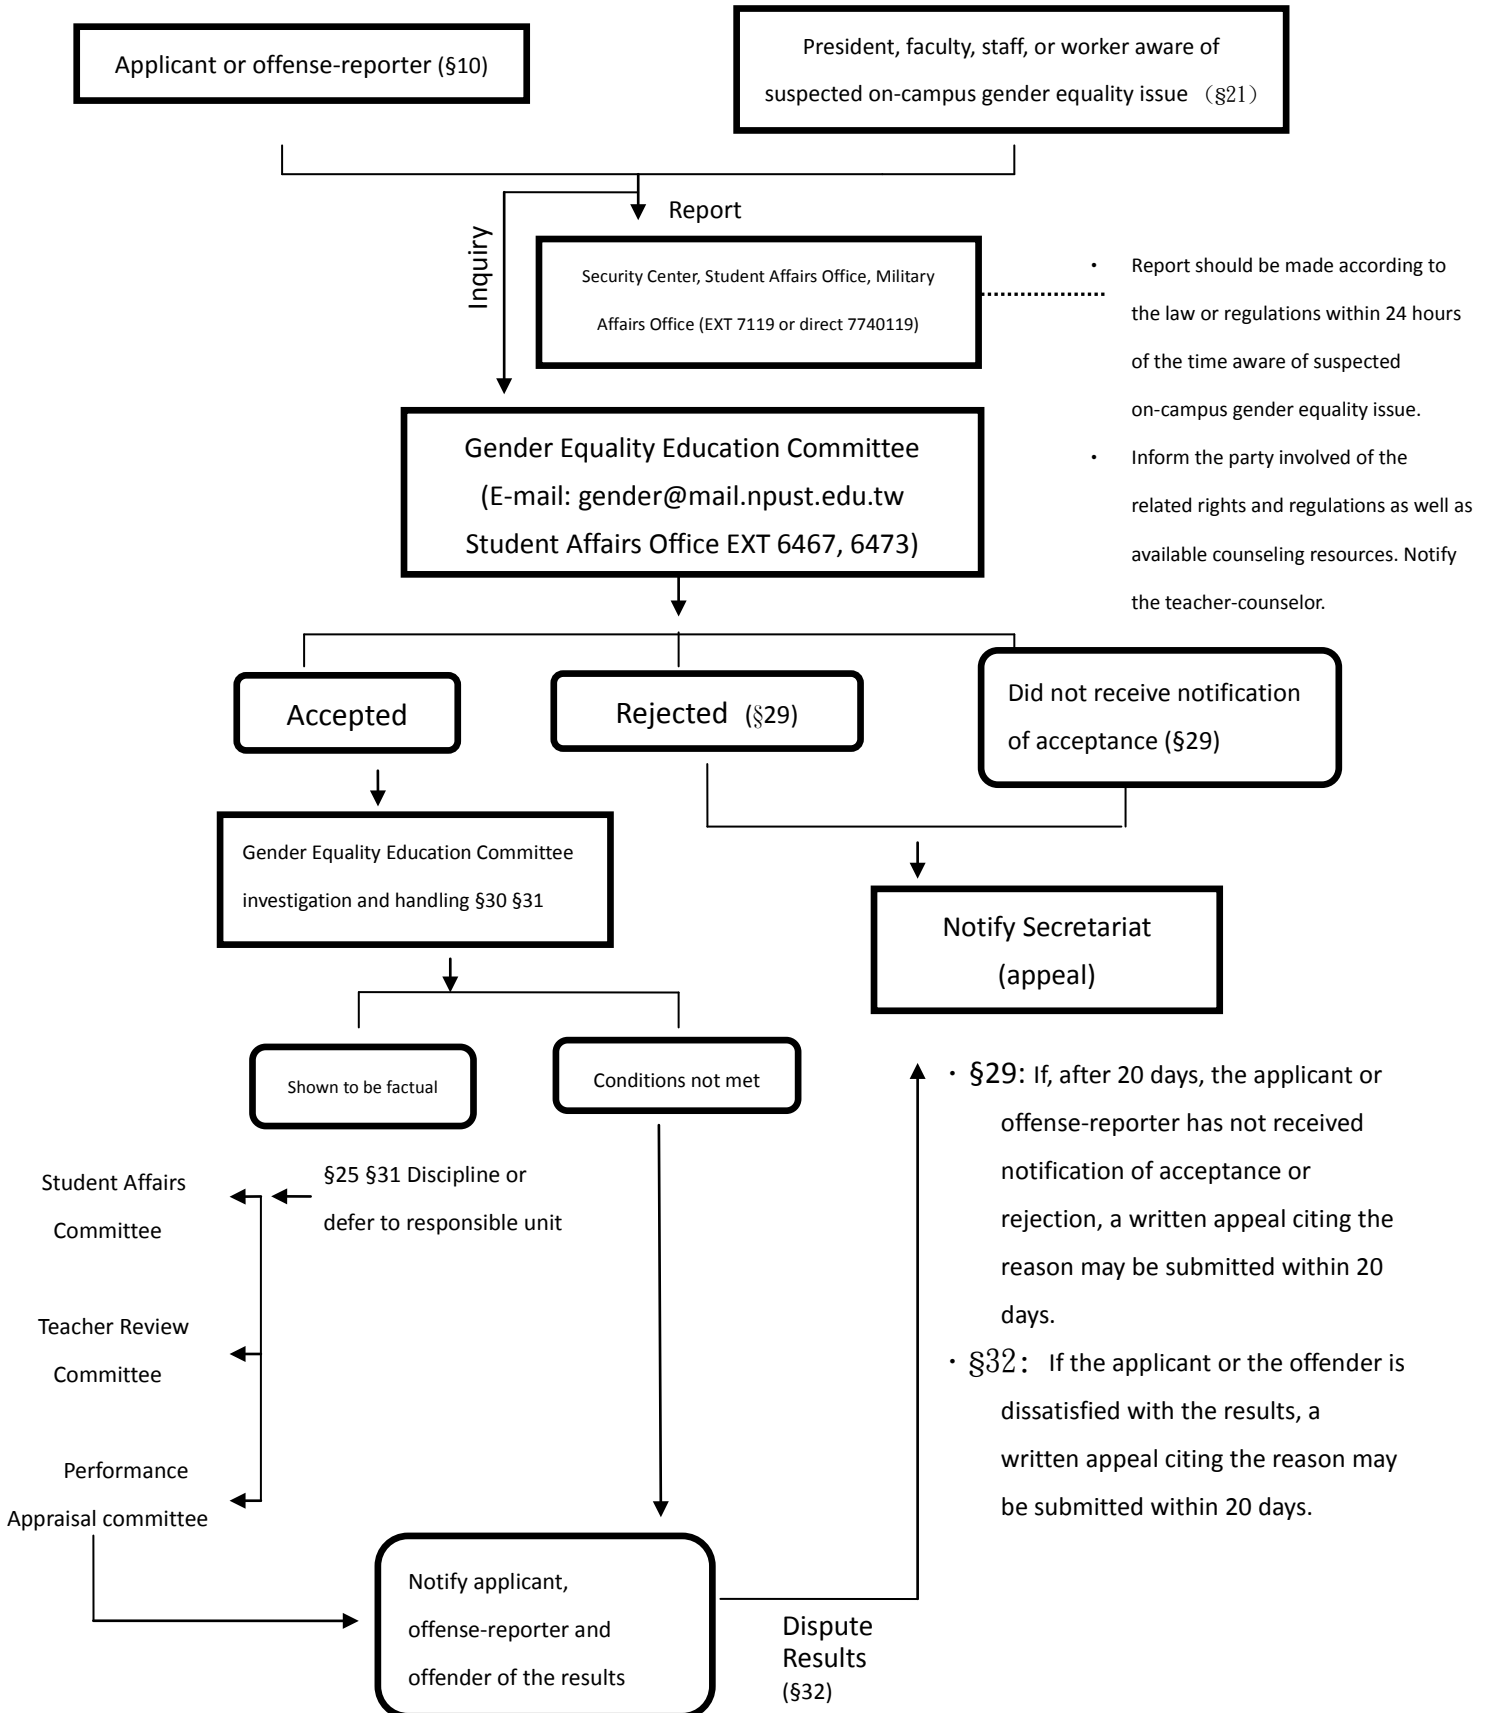 Applicant or offense-reporter (§10)
President, faculty, staff, or worker aware of
suspected on-campus gender equality issue （§21）
Report
Inquiry
Security Center, Student Affairs Office, Military
Affairs Office (EXT 7119 or direct 7740119)
• Report should be made according to
the law or regulations within 24 hours
of the time aware of suspected
on-campus gender equality issue.
• Inform the party involved of the
related rights and regulations as well as
available counseling resources. Notify
the teacher-counselor.
Gender Equality Education Committee
(E-mail: gender@mail.npust.edu.tw
Student Affairs Office EXT 6467, 6473)
Accepted
Rejected (§29)
Did not receive notification
of acceptance (§29)
Gender Equality Education Committee
investigation and handling §30 §31
Notify Secretariat
(appeal)
Shown to be factual
Conditions not met
§25 §31 Discipline or
defer to responsible unit
Student Affairs
Committee
Teacher Review
Committee
Performance
Appraisal committee
• §29: If, after 20 days, the applicant or
offense-reporter has not received
notification of acceptance or
rejection, a written appeal citing the
reason may be submitted within 20
days.
• §32: If the applicant or the offender is
dissatisfied with the results, a
written appeal citing the reason may
be submitted within 20 days.
Notify applicant,
offense-reporter and
offender of the results
Dispute
Results
(§32)